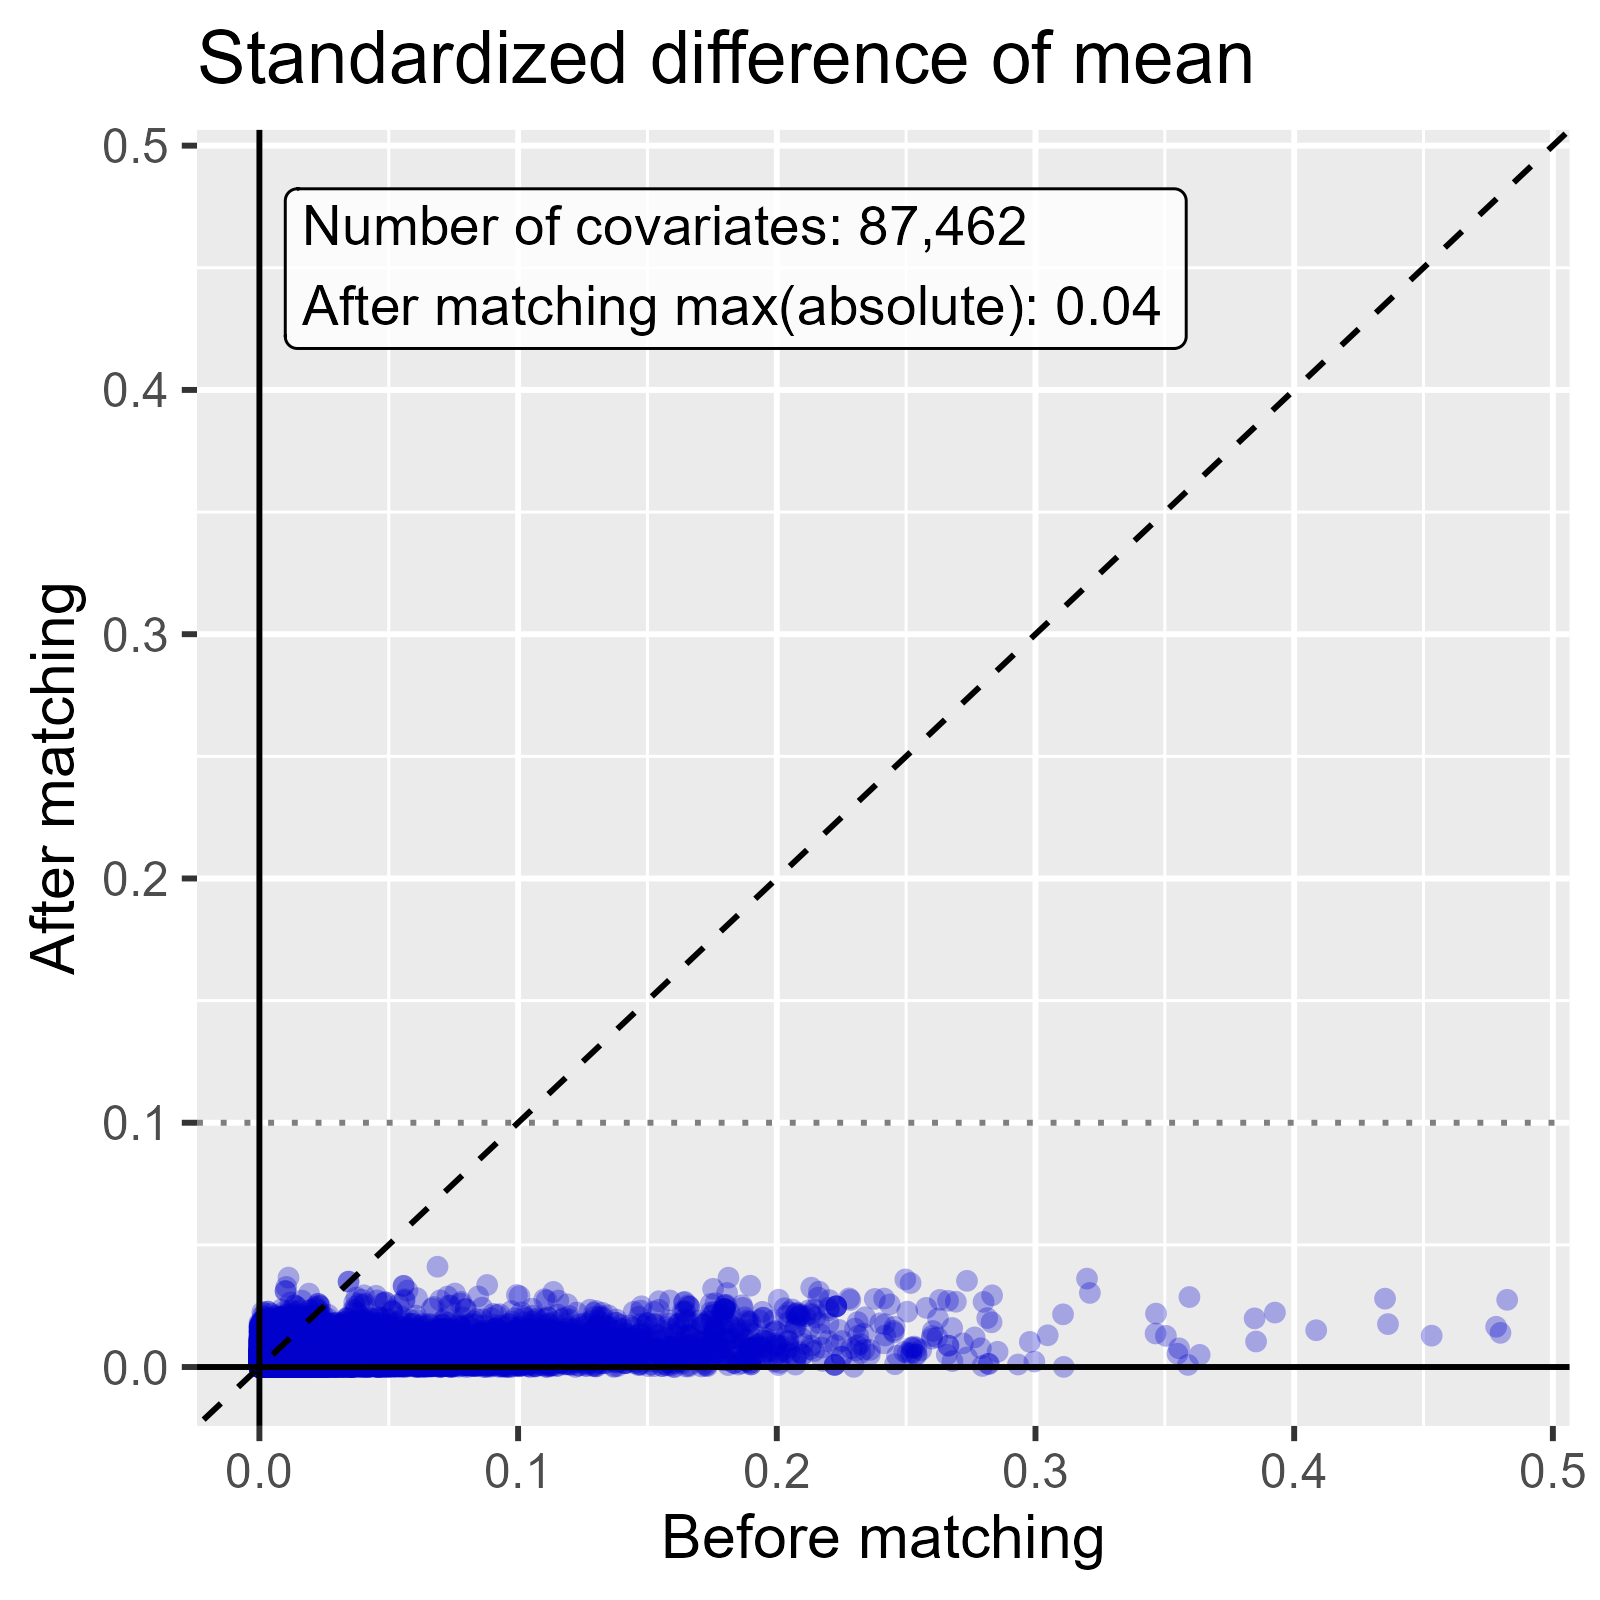 Standardized difference of mean
Number of covariates: 87,462
After matching max(absolute): 0.04
After matching
0.5
0.4
0.3
0.2
0.1
0.0
0.0 0.1 0.2 0.3 0.4 0.5
Before matching